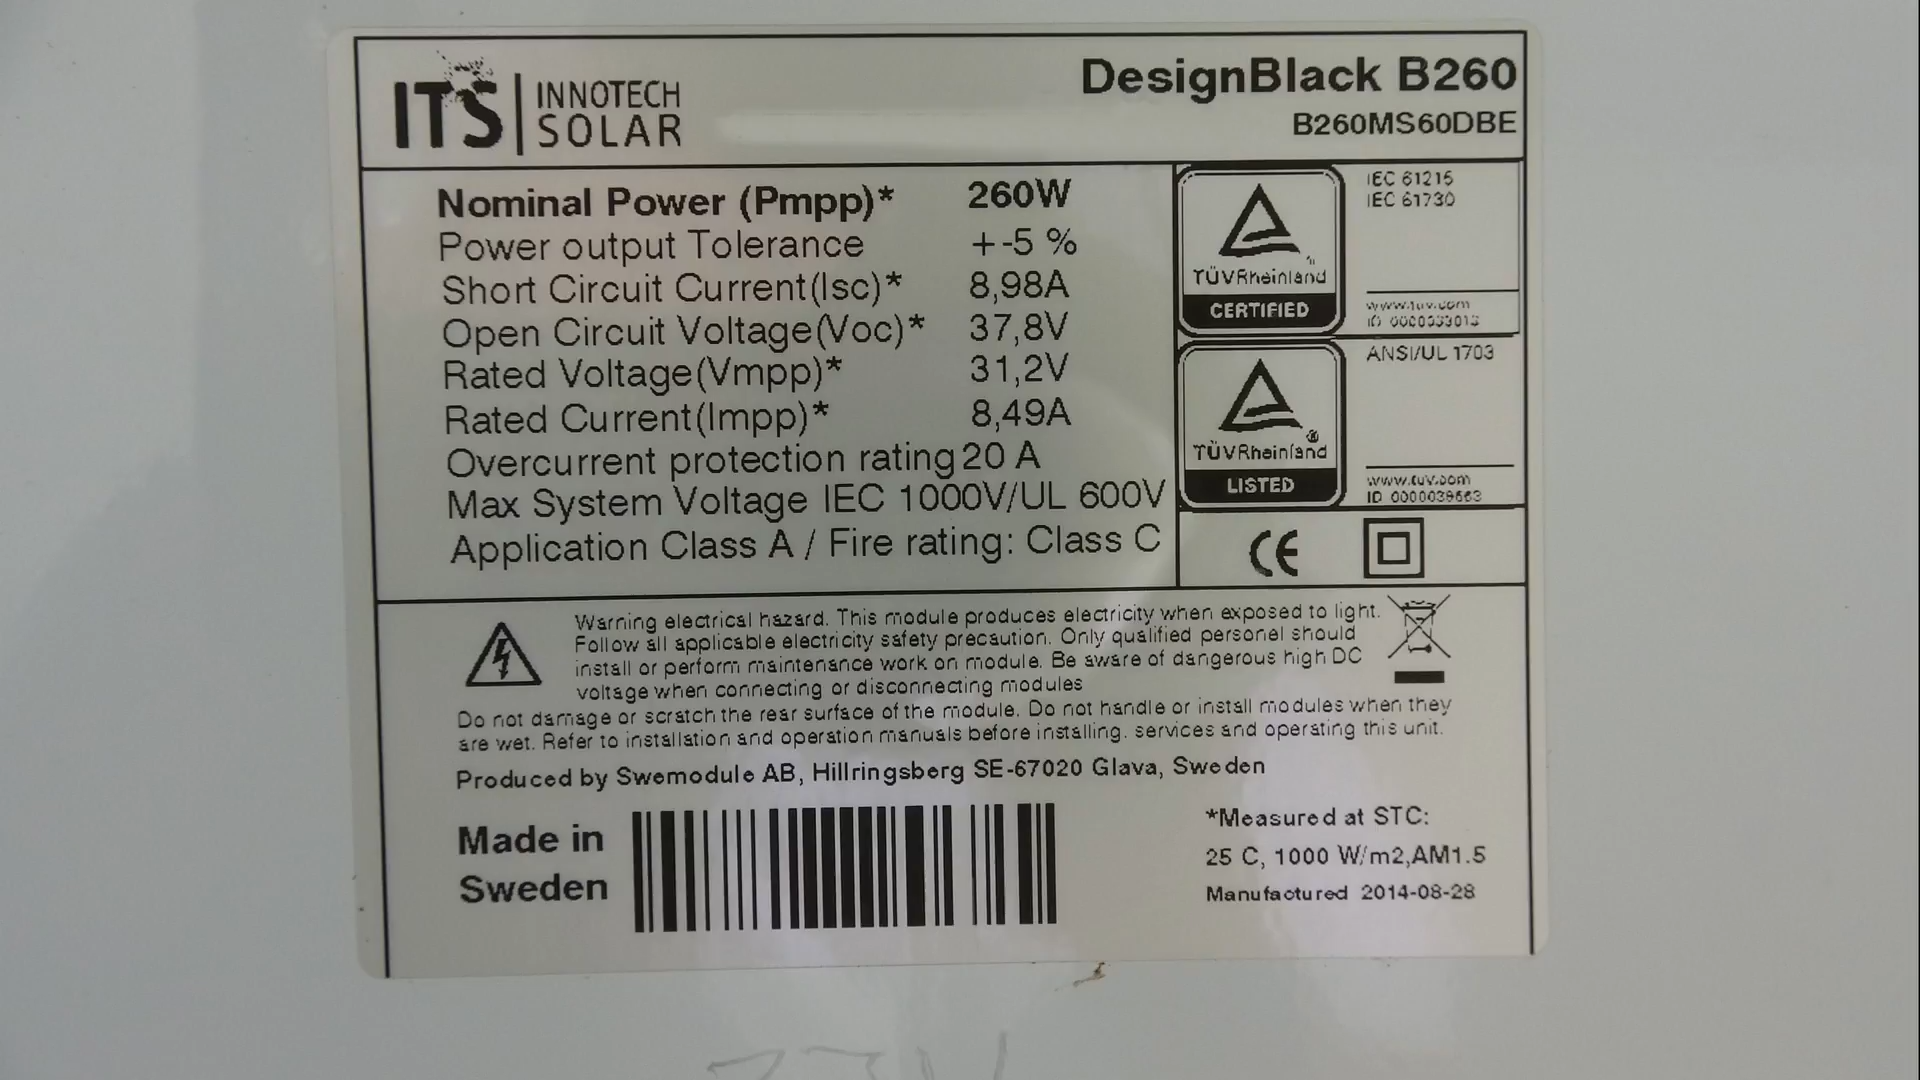 ITS INNOTECH SOLAR
DesignBlack B260
B260MS60DBE
Nominal Power (Pmpp)* 260W
Power output Tolerance +-5 %
Short Circuit Current(Isc)* 8,98A
Open Circuit Voltage(Voc)* 37,8V
Rated Voltage(Vmpp)* 31,2V
Rated Current(Impp)* 8,49A
Overcurrent protection rating 20 A
Max System Voltage IEC 1000V/UL 600V
Application Class A / Fire rating: Class C
TÜVRheinland
CERTIFIED
IEC 61215
IEC 61730
www.tuv.com
ID
TÜVRheinland®
LISTED
ANSI/UL 1703
www.tuv.com
ID
CE
Warning electrical hazard. This module produces electricity when exposed to light.
Follow all applicable electricity safety precaution. Only qualified personel should
install or perform maintenance work on module. Be aware of dangerous high DC
voltage when connecting or disconnecting modules
Do not damage or scratch the rear surface of the module. Do not handle or install modules when they
are wet. Refer to installation and operation manuals before installing. services and operating this unit.
Produced by Swemodule AB, Hillringsberg SE-67020 Glava, Sweden
Made in
Sweden
*Measured at STC:
25 C, 1000 W/m2,AM1.5
Manufactured 2014-08-28